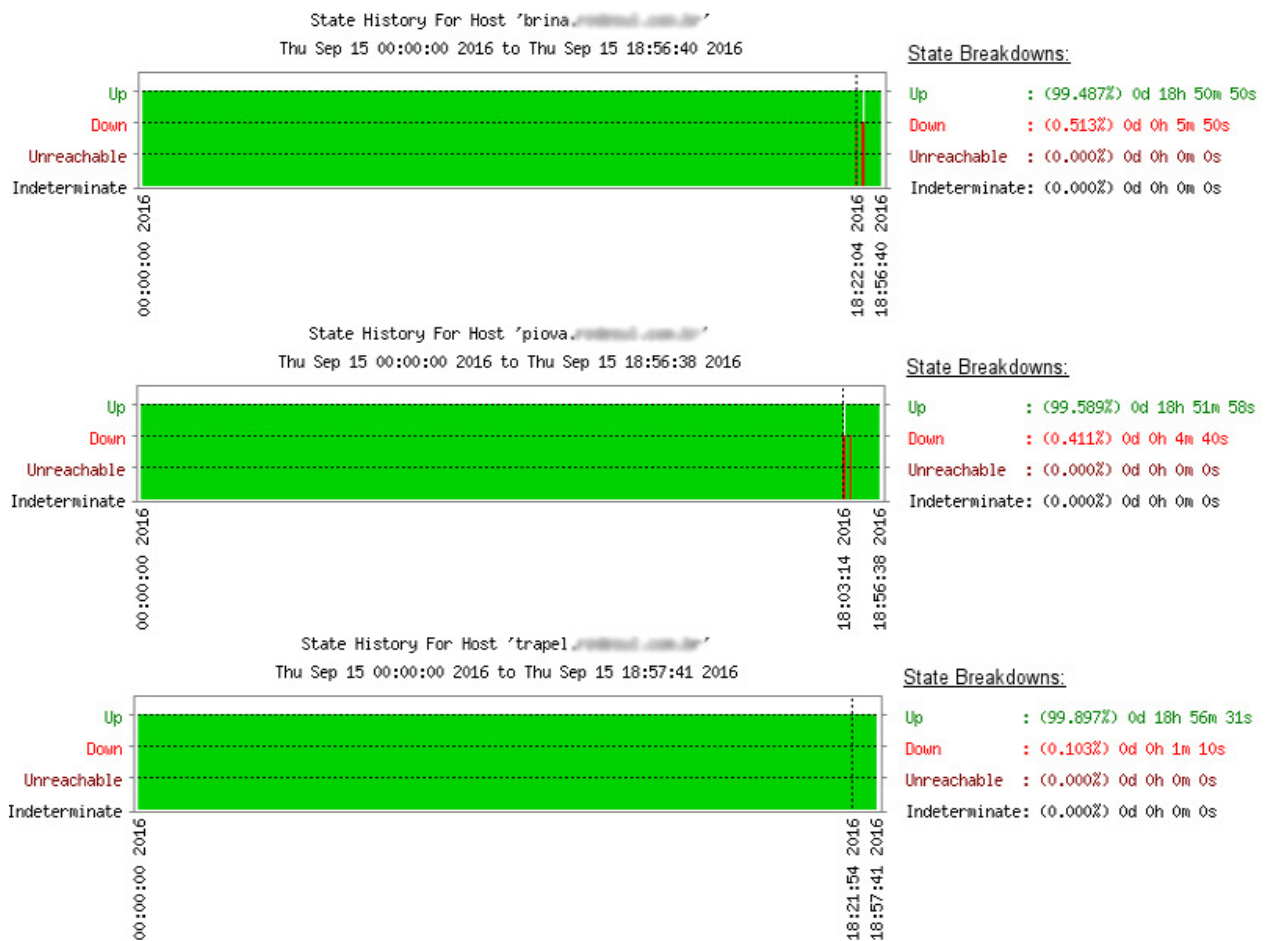 State History For Host 'brina.
Thu Sep 15 00:00:00 2016 to Thu Sep 15 18:56:40 2016
State Breakdowns:
Up : (99.487%) 0d 18h 50m 50s
Down : (0.513%) 0d 0h 5m 50s
Unreachable : (0.000%) 0d 0h 0m 0s
Indeterminate: (0.000%) 0d 0h 0m 0s
Up
Down
Unreachable
Indeterminate
00:00:00 2016
18:22:04 2016
18:56:40 2016
State History For Host 'piova.
Thu Sep 15 00:00:00 2016 to Thu Sep 15 18:56:38 2016
State Breakdowns:
Up : (99.589%) 0d 18h 51m 58s
Down : (0.411%) 0d 0h 4m 40s
Unreachable : (0.000%) 0d 0h 0m 0s
Indeterminate: (0.000%) 0d 0h 0m 0s
Up
Down
Unreachable
Indeterminate
00:00:00 2016
18:03:14 2016
18:56:38 2016
State History For Host 'trapel.
Thu Sep 15 00:00:00 2016 to Thu Sep 15 18:57:41 2016
State Breakdowns:
Up : (99.897%) 0d 18h 56m 31s
Down : (0.103%) 0d 0h 1m 10s
Unreachable : (0.000%) 0d 0h 0m 0s
Indeterminate: (0.000%) 0d 0h 0m 0s
Up
Down
Unreachable
Indeterminate
00:00:00 2016
18:21:54 2016
18:57:41 2016